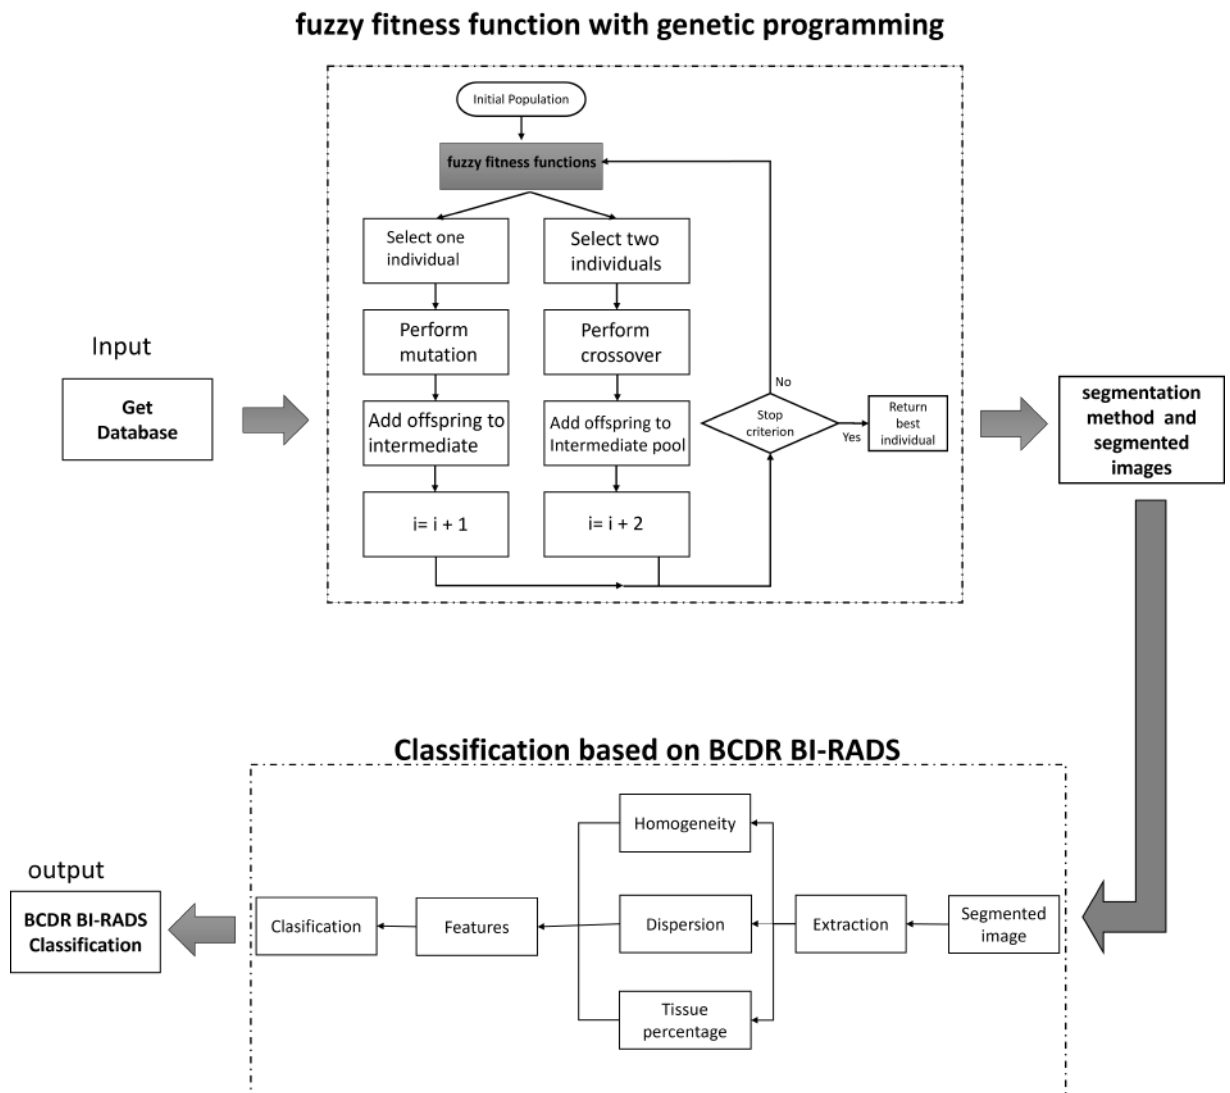 fuzzy fitness function with genetic programming
Initial Population
fuzzy fitness functions
Select one
individual
Select two
individuals
Perform
mutation
Perform
crossover
Add offspring to
intermediate
Add offspring to
Intermediate pool
i= i + 1
i= i + 2
No
Stop
criterion
Yes
Return
best
individual
Input
Get
Database
segmentation
method and
segmented
images
Classification based on BCDR BI-RADS
Homogeneity
Dispersion
Tissue
percentage
Extraction
Segmented
image
Features
Clasification
output
BCDR BI-RADS
Classification